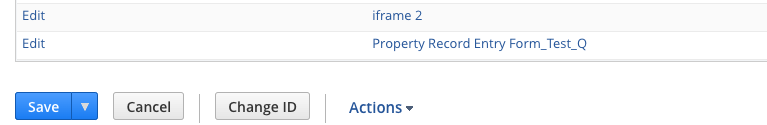 Edit iframe 2
Edit Property Record Entry Form_Test_Q
Save Cancel Change ID Actions